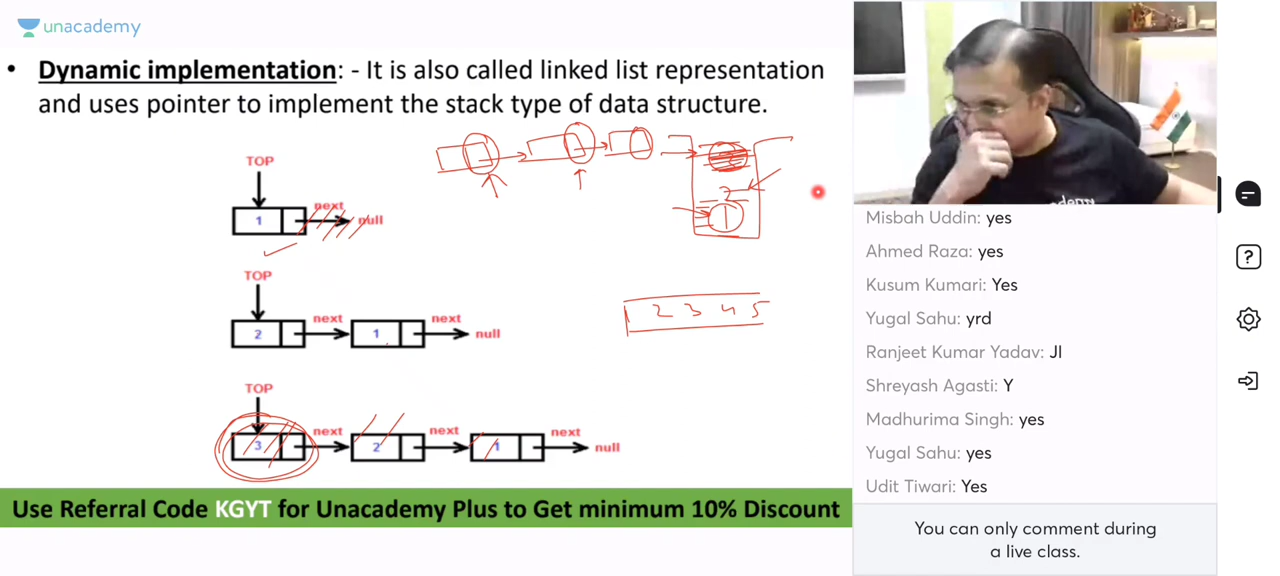 unacademy
• Dynamic implementation: - It is also called linked list representation
and uses pointer to implement the stack type of data structure.
TOP
1
next
null
2
1
TOP
2
next
1
next
null
2 3 4 5
TOP
3
next
2
next
1
next
null
Use Referral Code KGYT for Unacademy Plus to Get minimum 10% Discount
Misbah Uddin: yes
Ahmed Raza: yes
Kusum Kumari: Yes
Yugal Sahu: yrd
Ranjeet Kumar Yadav: JI
Shreyash Agasti: Y
Madhurima Singh: yes
Yugal Sahu: yes
Udit Tiwari: Yes
You can only comment during
a live class.
?